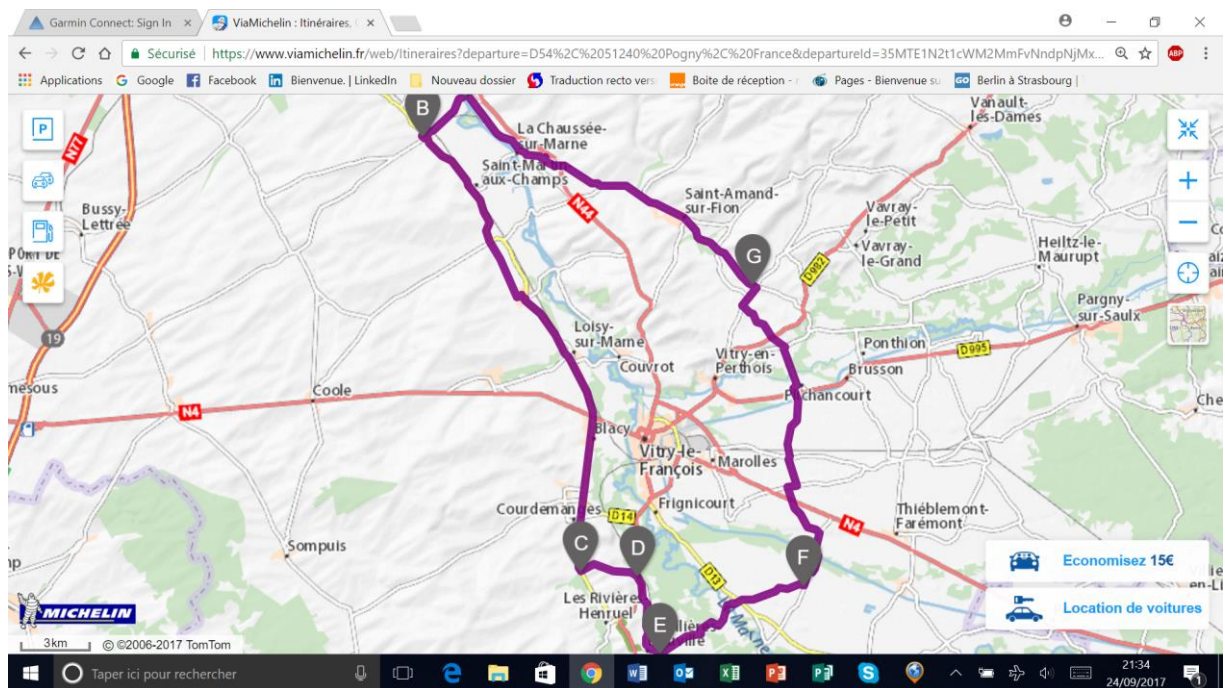 Garmin Connect: Sign In
ViaMichelin : Itinéraires,
Sécurisé
https://www.viamichelin.fr/web/Itineraires?departure=D54%2C%2051240%20Pogny%2C%20France&departureId=35MTE1N2t1cWM2MmFvNndpNjMx...
ABP
Applications
Google
Facebook
Bienvenue. | LinkedIn
Nouveau dossier
Traduction recto vers
Boite de réception -
Pages - Bienvenue su
GO Berlin à Strasbourg |
P
B
N77
La Chaussée-
sur-Marne
Vanault-
les-Dames
Saint-Martin
aux-Champs
Bussy-
Lettrée
N44
Saint-Amand-
sur-Fion
Vavray-
le-Petit
Vavray-
le-Grand
Heiltz-le-
Maurupt
G
D982
19
Pargny-
sur-Saulx
Loisy-
sur-Marne
Couvrot
Vitry-en-
Perthois
Ponthion
D995
Brusson
Coole
N4
Blacy
Vitry-le-
François
Marolles
Courdemanges
D14
Frignicourt
Thiéblemont-
Farémont
N4
Sompuis
C
D
F
D13
Les Rivières
Henruel
E
La Marne
Economisez 15€
Location de voitures
MICHELIN
3km
© ©2006-2017 TomTom
Taper ici pour rechercher
21:34
24/09/2017
1